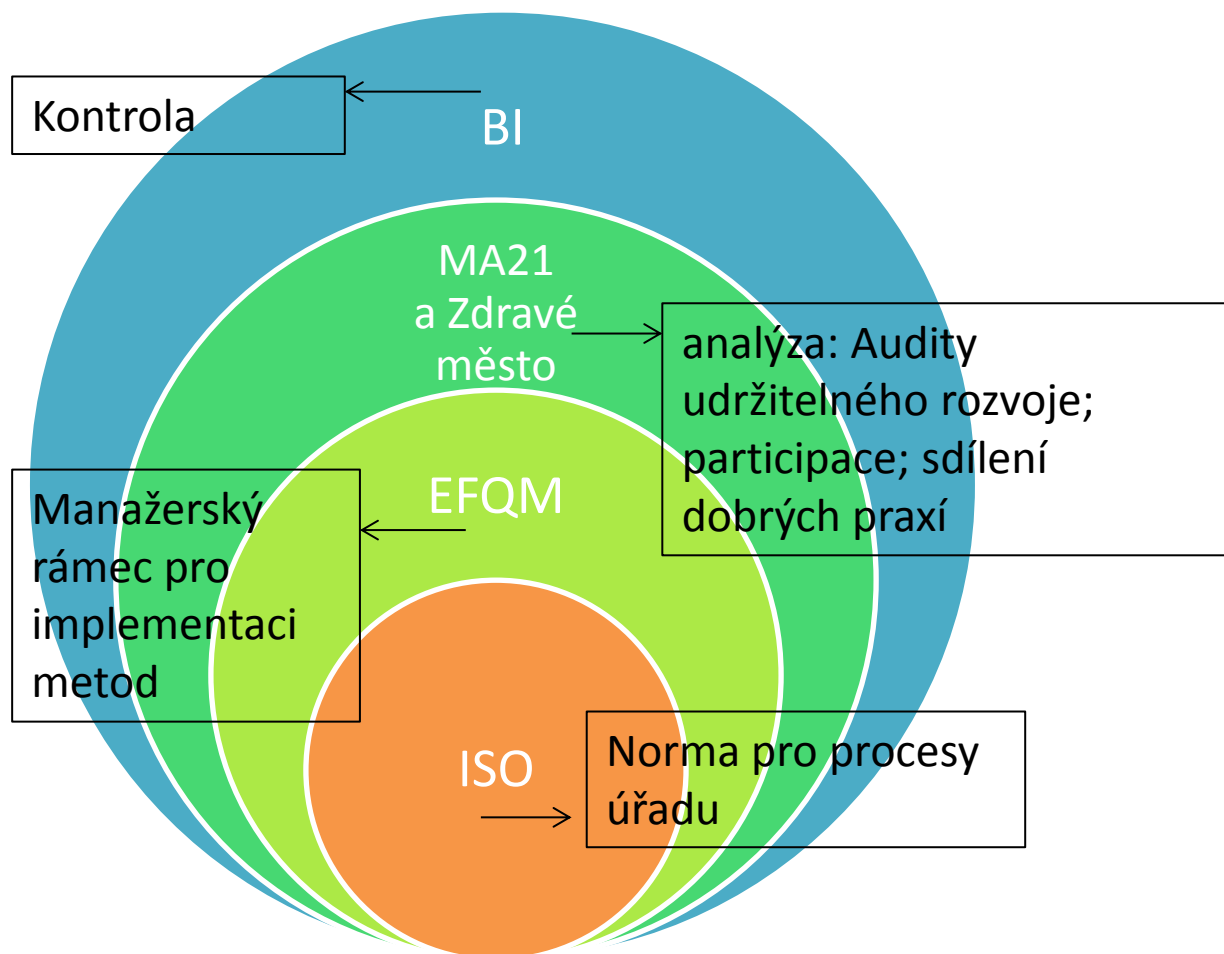 Kontrola
BI
MA21
a Zdravé
město
analýza: Audity
udržitelného rozvoje;
participace; sdílení
dobrých praxí
EFQM
Manažerský
rámec pro
implementaci
metod
ISO
Norma pro procesy
úřadu